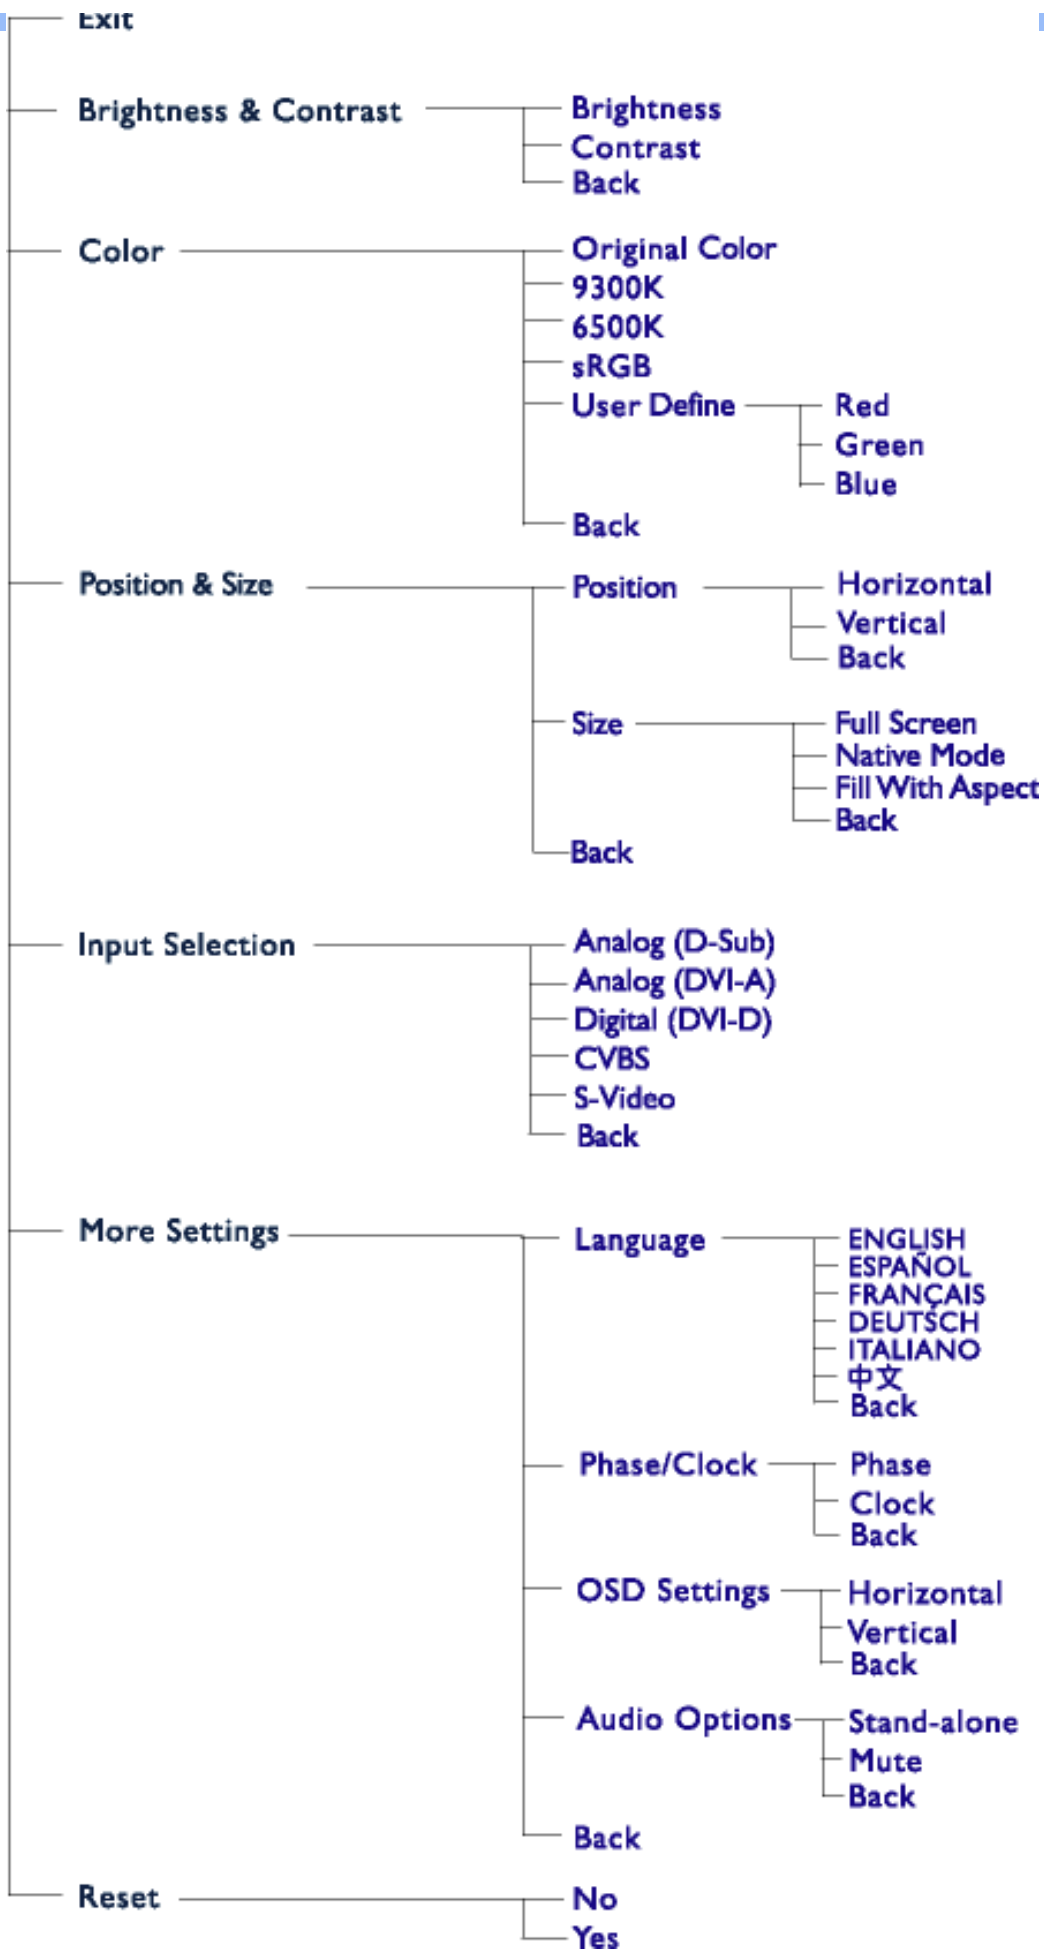 Exit
Brightness & Contrast
Brightness
Contrast
Back
Color
Original Color
9300K
6500K
sRGB
User Define
Red
Green
Blue
Back
Position & Size
Position
Horizontal
Vertical
Back
Size
Full Screen
Native Mode
Fill With Aspect
Back
Back
Input Selection
Analog (D-Sub)
Analog (DVI-A)
Digital (DVI-D)
CVBS
S-Video
Back
More Settings
Language
ENGLISH
ESPAÑOL
FRANÇAIS
DEUTSCH
ITALIANO
中文
Back
Phase/Clock
Phase
Clock
Back
OSD Settings
Horizontal
Vertical
Back
Audio Options
Stand-alone
Mute
Back
Back
Reset
No
Yes